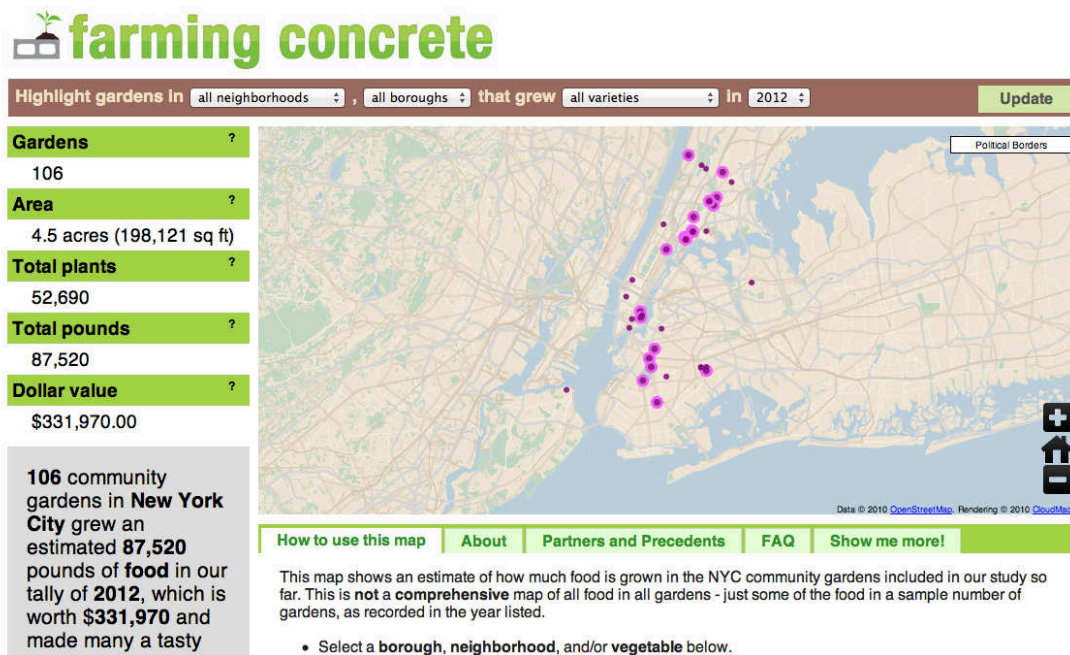 farming concrete
Highlight gardens in all neighborhoods , all boroughs that grew all varieties in 2012 Update
Gardens ?
106
Area ?
4.5 acres (198,121 sq ft)
Total plants ?
52,690
Total pounds ?
87,520
Dollar value ?
$331,970.00
106 community
gardens in New York
City grew an
estimated 87,520
pounds of food in our
tally of 2012, which is
worth $331,970 and
made many a tasty
Political Borders
Data © 2010 OpenStreetMap. Rendering © 2010 CloudMad
How to use this map About Partners and Precedents FAQ Show me more!
This map shows an estimate of how much food is grown in the NYC community gardens included in our study so
far. This is not a comprehensive map of all food in all gardens - just some of the food in a sample number of
gardens, as recorded in the year listed.
• Select a borough, neighborhood, and/or vegetable below.